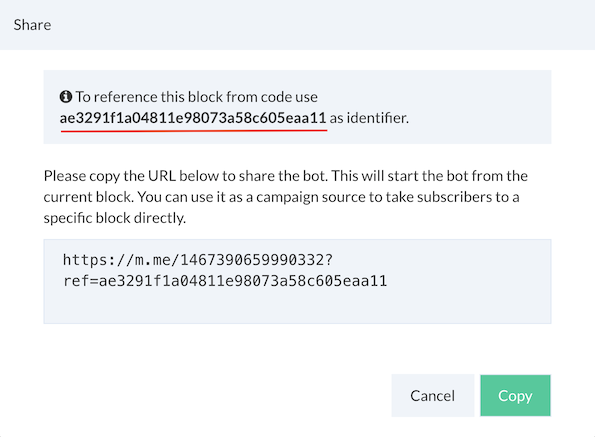 Share
To reference this block from code use
ae3291f1a04811e98073a58c605eaa11 as identifier.
Please copy the URL below to share the bot. This will start the bot from the
current block. You can use it as a campaign source to take subscribers to a
specific block directly.
https://m.me/1467390659990332?
ref=ae3291f1a04811e98073a58c605eaa11
Cancel
Copy